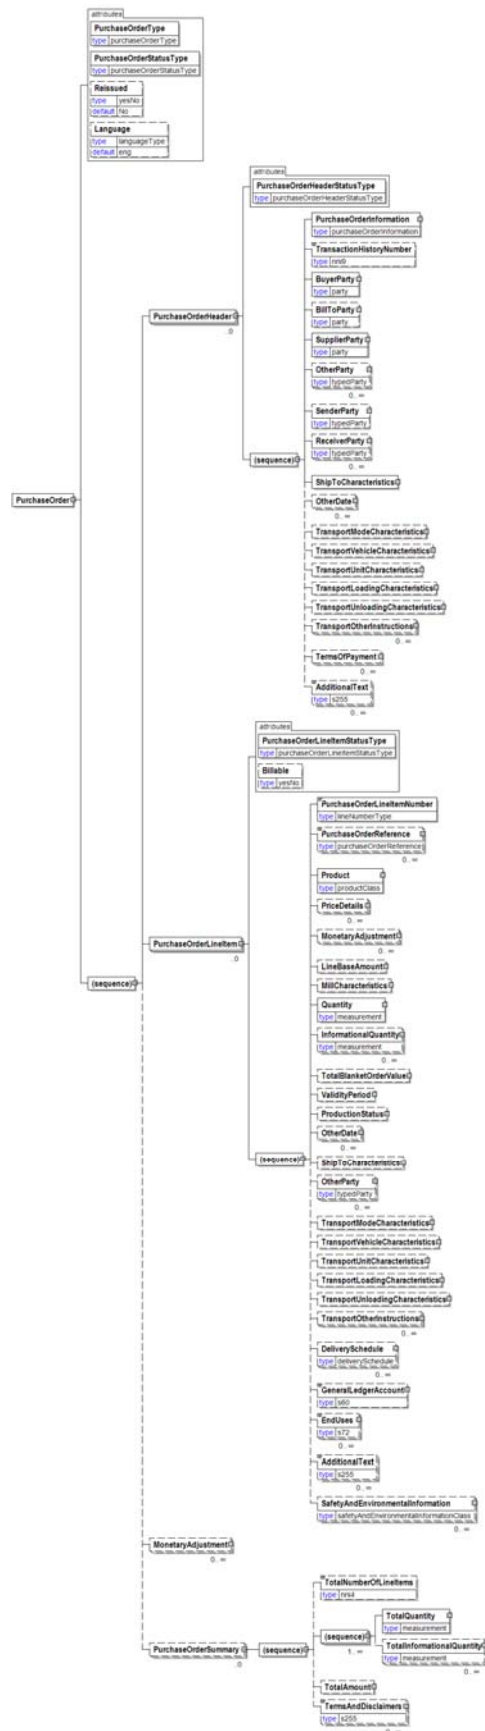 attributes
PurchaseOrderType
type purchaseOrderType
PurchaseOrderStatusType
type purchaseOrderStatusType
Reissued
type yesNo
default No
Language
type languageType
default eng
attributes
PurchaseOrderHeaderStatusType
type purchaseOrderHeaderStatusType
PurchaseOrderInformation
type purchaseOrderInformation
TransactionHistoryNumber
type nni9
BuyerParty
type party
PurchaseOrderHeader
..0
BillToParty
type party
SupplierParty
type party
OtherParty
type typedParty
0.. ∞
SenderParty
type typedParty
ReceiverParty
type typedParty
0.. ∞
(sequence)
ShipToCharacteristics
PurchaseOrder
OtherDate
0.. ∞
TransportModeCharacteristics
TransportVehicleCharacteristics
TransportUnitCharacteristics
TransportLoadingCharacteristics
TransportUnloadingCharacteristics
TransportOtherInstructions
0.. ∞
TermsOfPayment
0.. ∞
AdditionalText
type s255
0.. ∞
attributes
PurchaseOrderLineItemStatusType
type purchaseOrderLineItemStatusType
Billable
type yesNo
PurchaseOrderLineItemNumber
type lineNumberType
PurchaseOrderReference
type purchaseOrderReference
0.. ∞
Product
type productClass
PriceDetails
0.. ∞
PurchaseOrderLineItem
..0
MonetaryAdjustment
0.. ∞
LineBaseAmount
(sequence)
MillCharacteristics
Quantity
type measurement
InformationalQuantity
type measurement
0.. ∞
TotalBlanketOrderValue
ValidityPeriod
ProductionStatus
OtherDate
0.. ∞
(sequence)
ShipToCharacteristics
OtherParty
type typedParty
0.. ∞
TransportModeCharacteristics
TransportVehicleCharacteristics
TransportUnitCharacteristics
TransportLoadingCharacteristics
TransportUnloadingCharacteristics
TransportOtherInstructions
0.. ∞
DeliverySchedule
type deliverySchedule
0.. ∞
GeneralLedgerAccount
type s60
EndUses
type s72
0.. ∞
AdditionalText
type s255
0.. ∞
SafetyAndEnvironmentalInformation
type safetyAndEnvironmentalInformationClass
0.. ∞
MonetaryAdjustment
0.. ∞
TotalNumberOfLineItems
type nni4
TotalQuantity
type measurement
(sequence)
1.. ∞
TotalInformationalQuantity
type measurement
0.. ∞
PurchaseOrderSummary
..0
(sequence)
TotalAmount
TermsAndDisclaimers
type s255